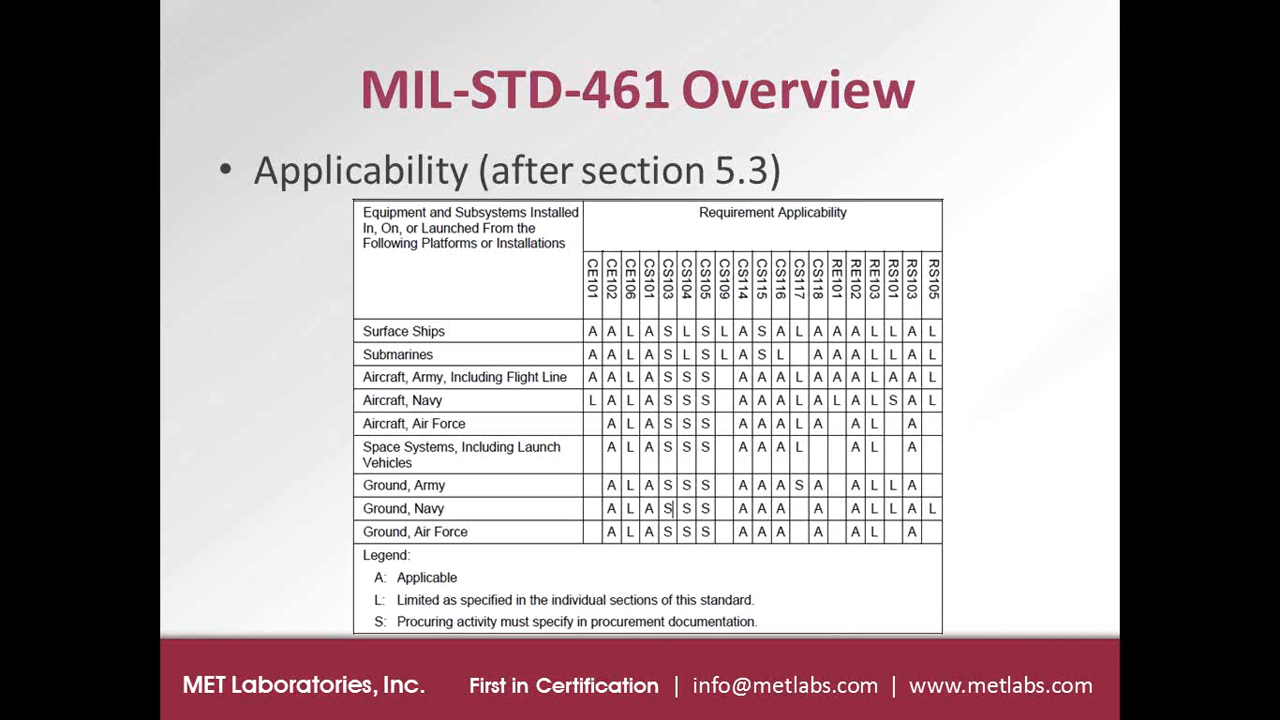 MIL-STD-461 Overview
• Applicability (after section 5.3)
Equipment and Subsystems Installed
In, On, or Launched From the
Following Platforms or Installations
Requirement Applicability
CE101 CE102 CE106 CS101 CS103 CS104 CS105 CS109 CS114 CS115 CS116 CS117 CS118 RE101 RE102 RE103 RS101 RS103 RS105
Surface Ships A A L A S L S L A S A L A A A L L A L
Submarines A A L A S L S L A S L A A A L L A L
Aircraft, Army, Including Flight Line A A L A S S S A A A L A A A L A A L
Aircraft, Navy L A L A S S S A A A L A L A L S A L
Aircraft, Air Force A L A S S S A A A L A A L A
Space Systems, Including Launch
Vehicles A L A S S S A A A L A L A
Ground, Army A L A S S S A A A S A A L L A
Ground, Navy A L A S S S A A A A A L L A L
Ground, Air Force A L A S S S A A A A A L A
Legend:
A: Applicable
L: Limited as specified in the individual sections of this standard.
S: Procuring activity must specify in procurement documentation.
MET Laboratories, Inc. First in Certification | info@metlabs.com | www.metlabs.com